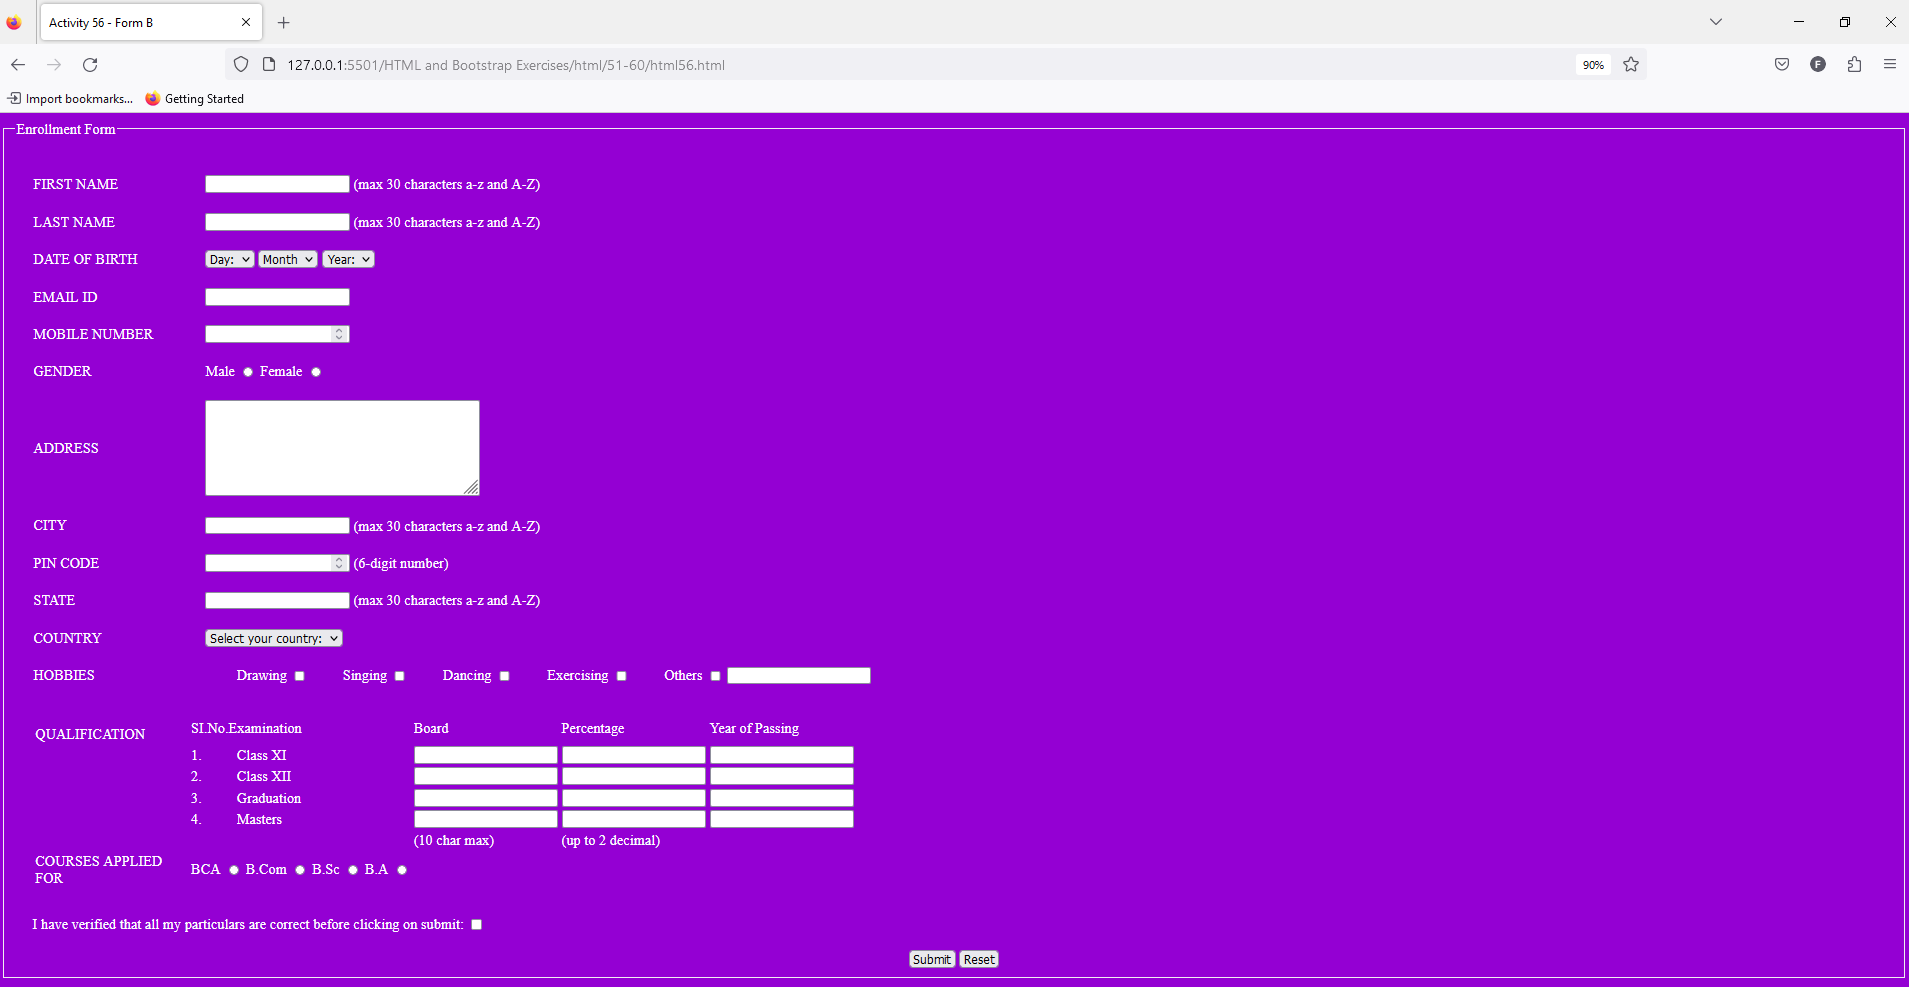 Activity 56 - Form B
127.0.0.1:5501/HTML and Bootstrap Exercises/html/51-60/html56.html
90%
F
Import bookmarks... Getting Started
Enrollment Form
FIRST NAME (max 30 characters a-z and A-Z)
LAST NAME (max 30 characters a-z and A-Z)
DATE OF BIRTH Day: Month Year:
EMAIL ID
MOBILE NUMBER
GENDER Male Female
ADDRESS
CITY (max 30 characters a-z and A-Z)
PIN CODE (6-digit number)
STATE (max 30 characters a-z and A-Z)
COUNTRY Select your country:
HOBBIES Drawing Singing Dancing Exercising Others
QUALIFICATION SI.No.Examination Board Percentage Year of Passing
1. Class XI
2. Class XII
3. Graduation
4. Masters
(10 char max) (up to 2 decimal)
COURSES APPLIED
FOR
BCA B.Com B.Sc B.A
I have verified that all my particulars are correct before clicking on submit:
Submit Reset